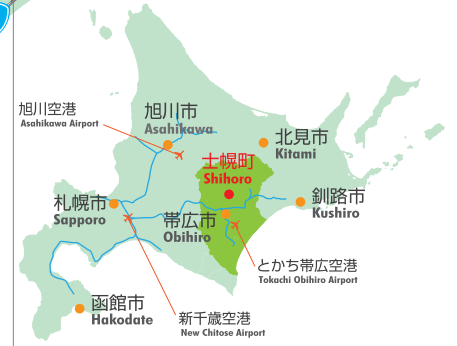 旭川空港
Asahikawa Airport
旭川市
Asahikawa
北見市
Kitami
士幌町
Shihoro
札幌市
Sapporo
帯広市
Obihiro
釧路市
Kushiro
とかち帯広空港
Tokachi Obihiro Airport
函館市
Hakodate
新千歳空港
New Chitose Airport